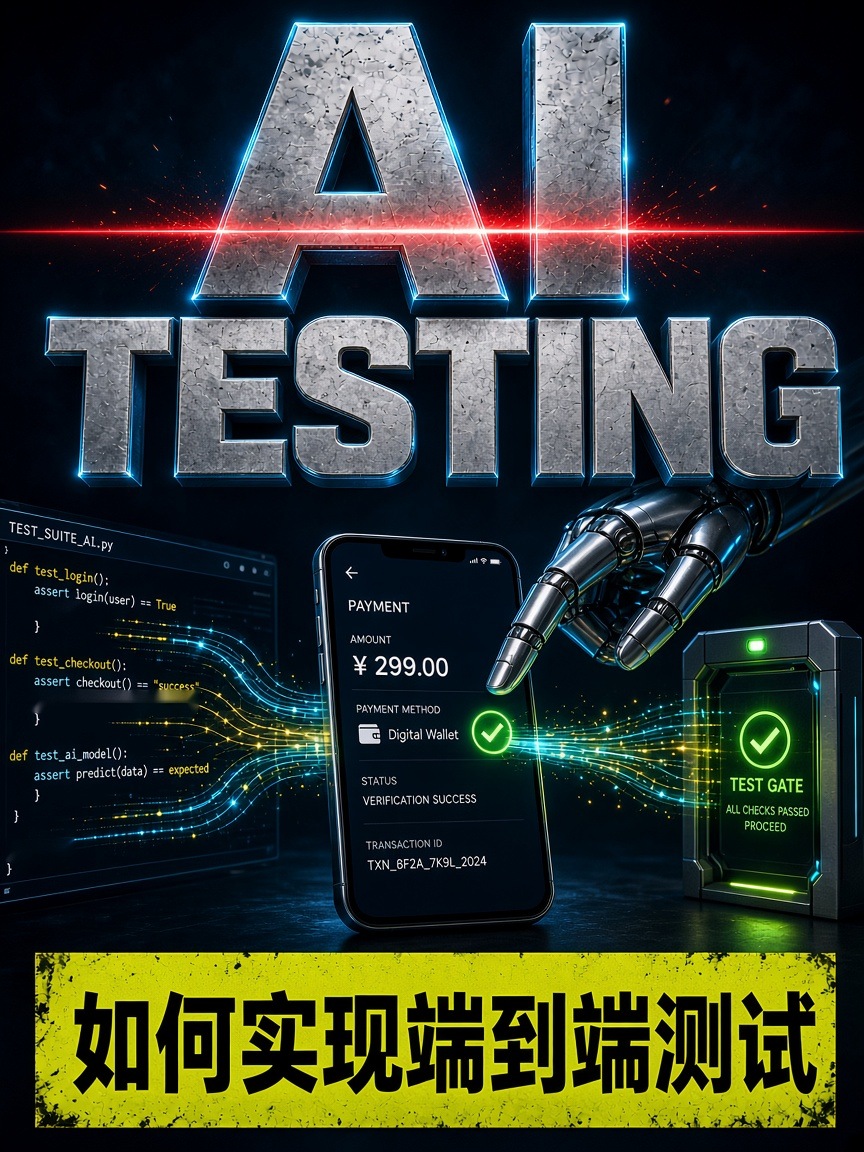 AI
TESTING
TEST_SUITE_AI.py
}
def test_login():
assert login(user) == True
}
def test_checkout():
assert checkout() == "success"
}
def test_ai_model():
assert predict(data) == expected
}
}
}
PAYMENT
AMOUNT
¥ 299.00
PAYMENT METHOD
Digital Wallet
STATUS
VERIFICATION SUCCESS
TRANSACTION ID
TXN_8F2A_7K9L_2024
TEST GATE
ALL CHECKS PASSED
PROCEED
如何实现端到端测试